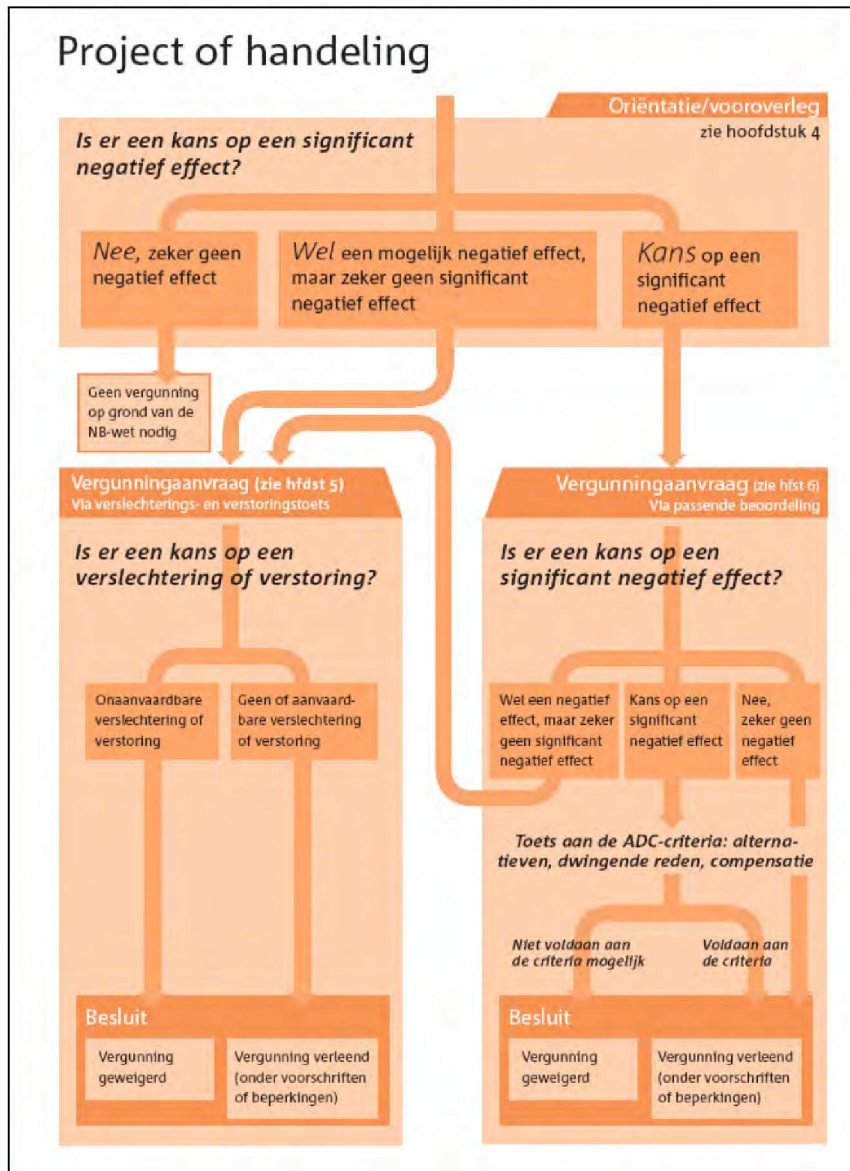 Project of handeling
Oriëntatie/vooroverleg
zie hoofdstuk 4
Is er een kans op een significant
negatief effect?
Nee, zeker geen
negatief effect
Wel een mogelijk negatief effect,
maar zeker geen significant
negatief effect
Kans op een
significant
negatief effect
Geen vergunning
op grond van de
NB-wet nodig
Vergunningaanvraag (zie hfdst 5)
Via verslechterings- en verstoringstoets
Is er een kans op een
verslechtering of verstoring?
Onaanvaardbare
verslechtering of
verstoring
Geen of aanvaard-
bare verslechtering
of verstoring
Besluit
Vergunning
geweigerd
Vergunning verleend
(onder voorschriften
of beperkingen)
Vergunningaanvraag (zie hfst 6)
Via passende beoordeling
Is er een kans op een
significant negatief effect?
Wel een negatief
effect, maar zeker
geen significant
negatief effect
Kans op een
significant
negatief effect
Nee,
zeker geen
negatief
effect
Toets aan de ADC-criteria: alterna-
tieven, dwingende reden, compensatie
Niet voldaan aan
de criteria mogelijk
Voldaan aan
de criteria
Besluit
Vergunning
geweigerd
Vergunning verleend
(onder voorschriften
of beperkingen)